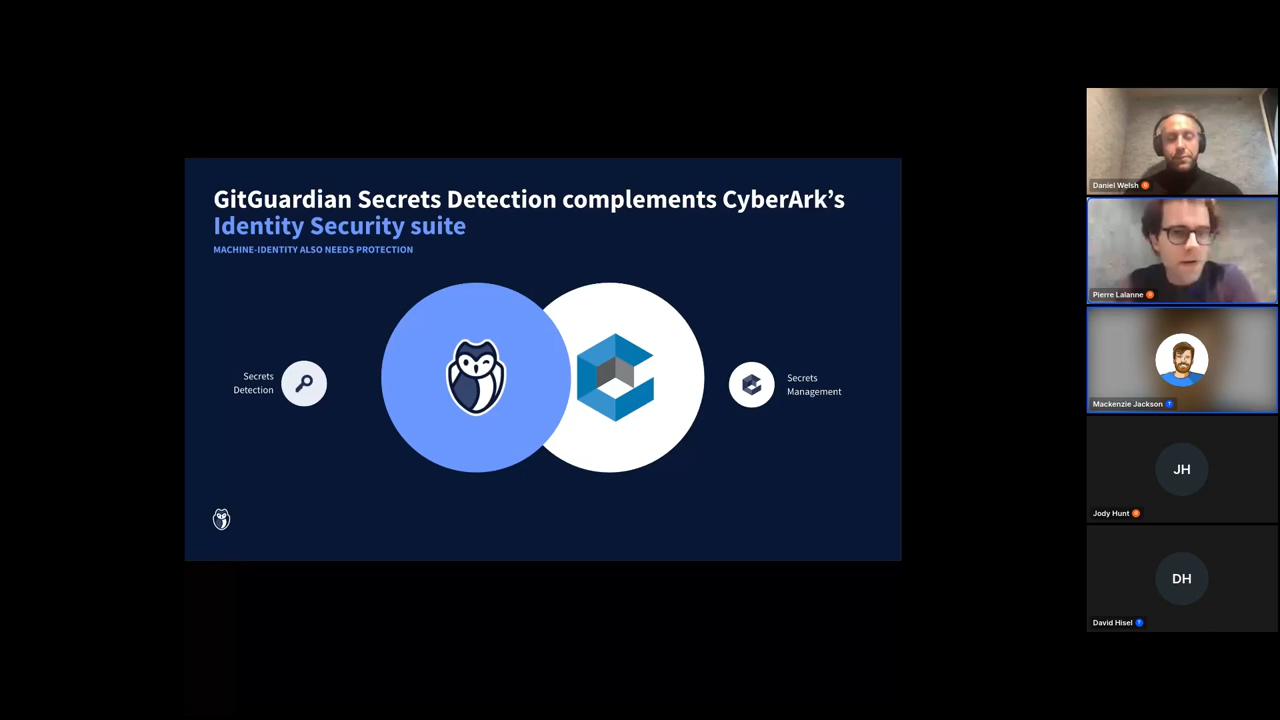 GitGuardian Secrets Detection complements CyberArk’s
Identity Security suite
MACHINE-IDENTITY ALSO NEEDS PROTECTION
Secrets
Detection
Secrets
Management
Daniel Welsh
Pierre Lalanne
Mackenzie Jackson
JH
Jody Hunt
DH
David Hisel